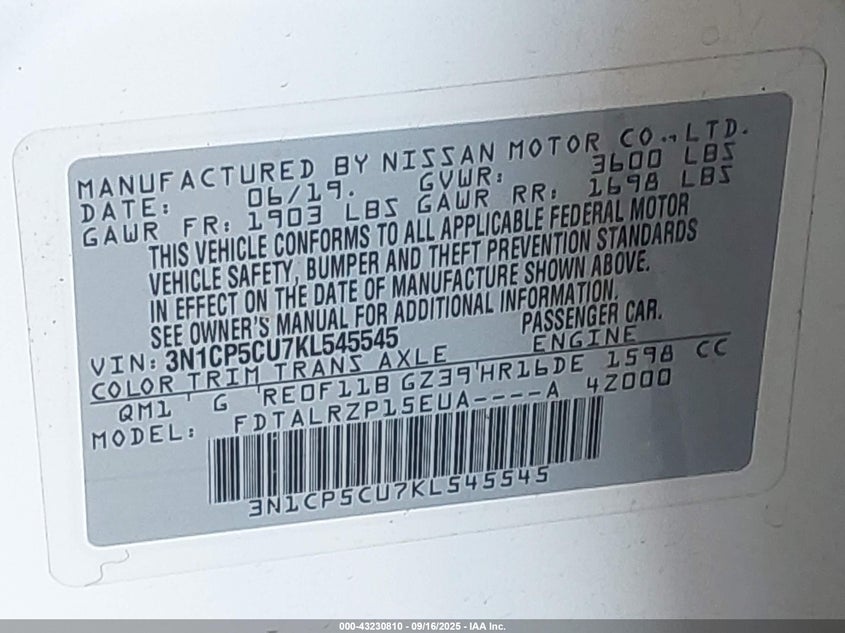 MANUFACTURED BY NISSAN MOTOR CO., LTD.
DATE: 06/19. GVWR: 3600 LBS
GAWR FR: 1903 LBS GAWR RR: 1698 LBS
THIS VEHICLE CONFORMS TO ALL APPLICABLE FEDERAL MOTOR
VEHICLE SAFETY, BUMPER AND THEFT PREVENTION STANDARDS
IN EFFECT ON THE DATE OF MANUFACTURE SHOWN ABOVE.
SEE OWNER'S MANUAL FOR ADDITIONAL INFORMATION.
VIN: 3N1CP5CU7KL545545 PASSENGER CAR.
COLOR TRIM TRANS AXLE ENGINE
QM1 G RE0F11B GZ39 HR16DE 1598 CC
MODEL: FDTALRZP15EUA----A 4Z000
3N1CP5CU7KL545545
000-43230810 - 09/16/2025 - IAA Inc.